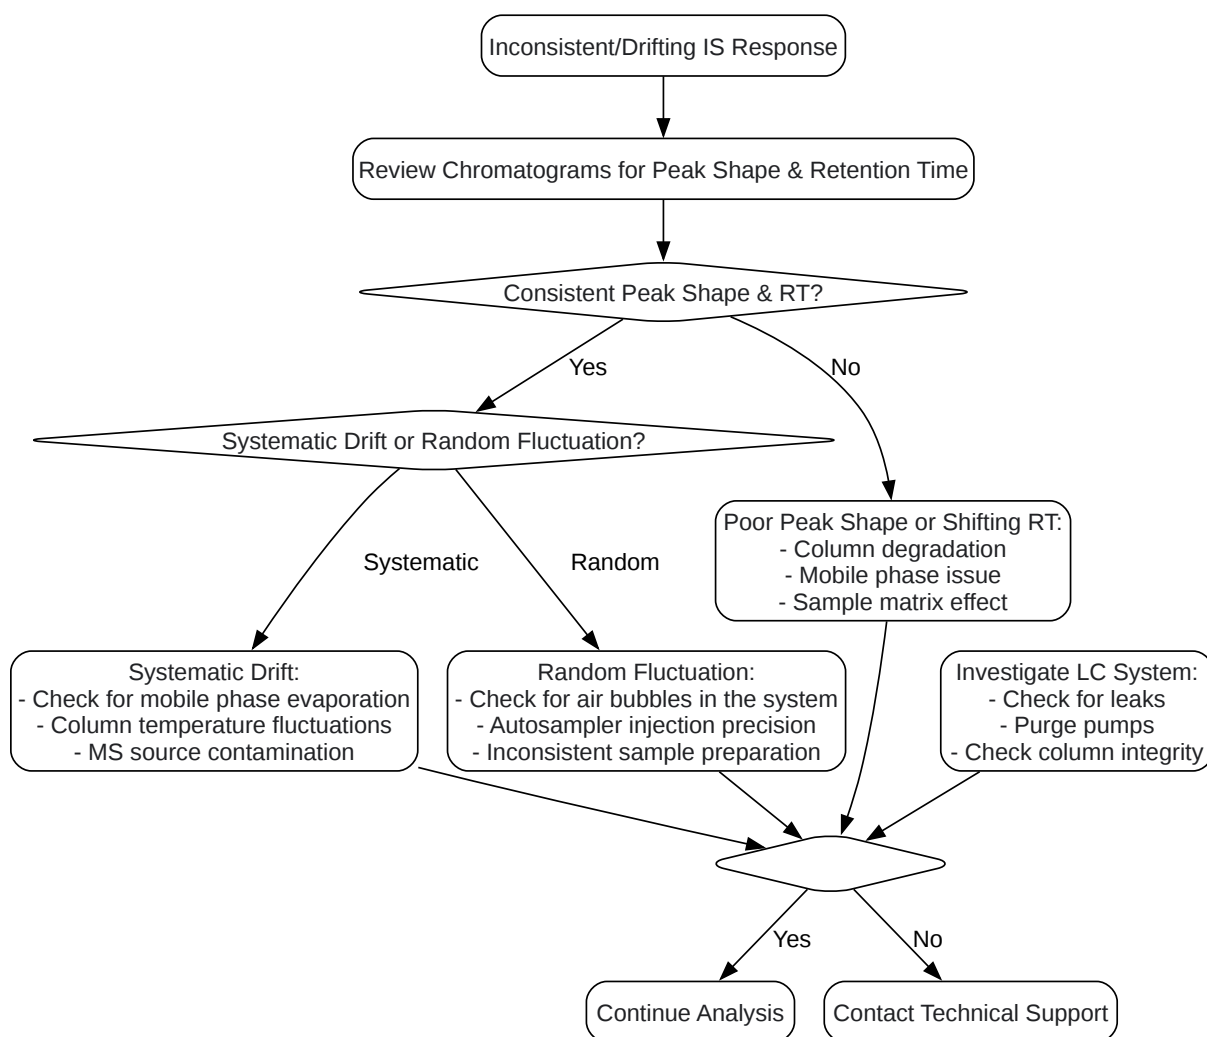 Inconsistent/Drifting IS Response
Review Chromatograms for Peak Shape & Retention Time
Consistent Peak Shape & RT?
Yes
No
Systematic Drift or Random Fluctuation?
Systematic
Random
Poor Peak Shape or Shifting RT:
- Column degradation
- Mobile phase issue
- Sample matrix effect
Systematic Drift:
- Check for mobile phase evaporation
- Column temperature fluctuations
- MS source contamination
Random Fluctuation:
- Check for air bubbles in the system
- Autosampler injection precision
- Inconsistent sample preparation
Investigate LC System:
- Check for leaks
- Purge pumps
- Check column integrity
Yes
No
Continue Analysis
Contact Technical Support